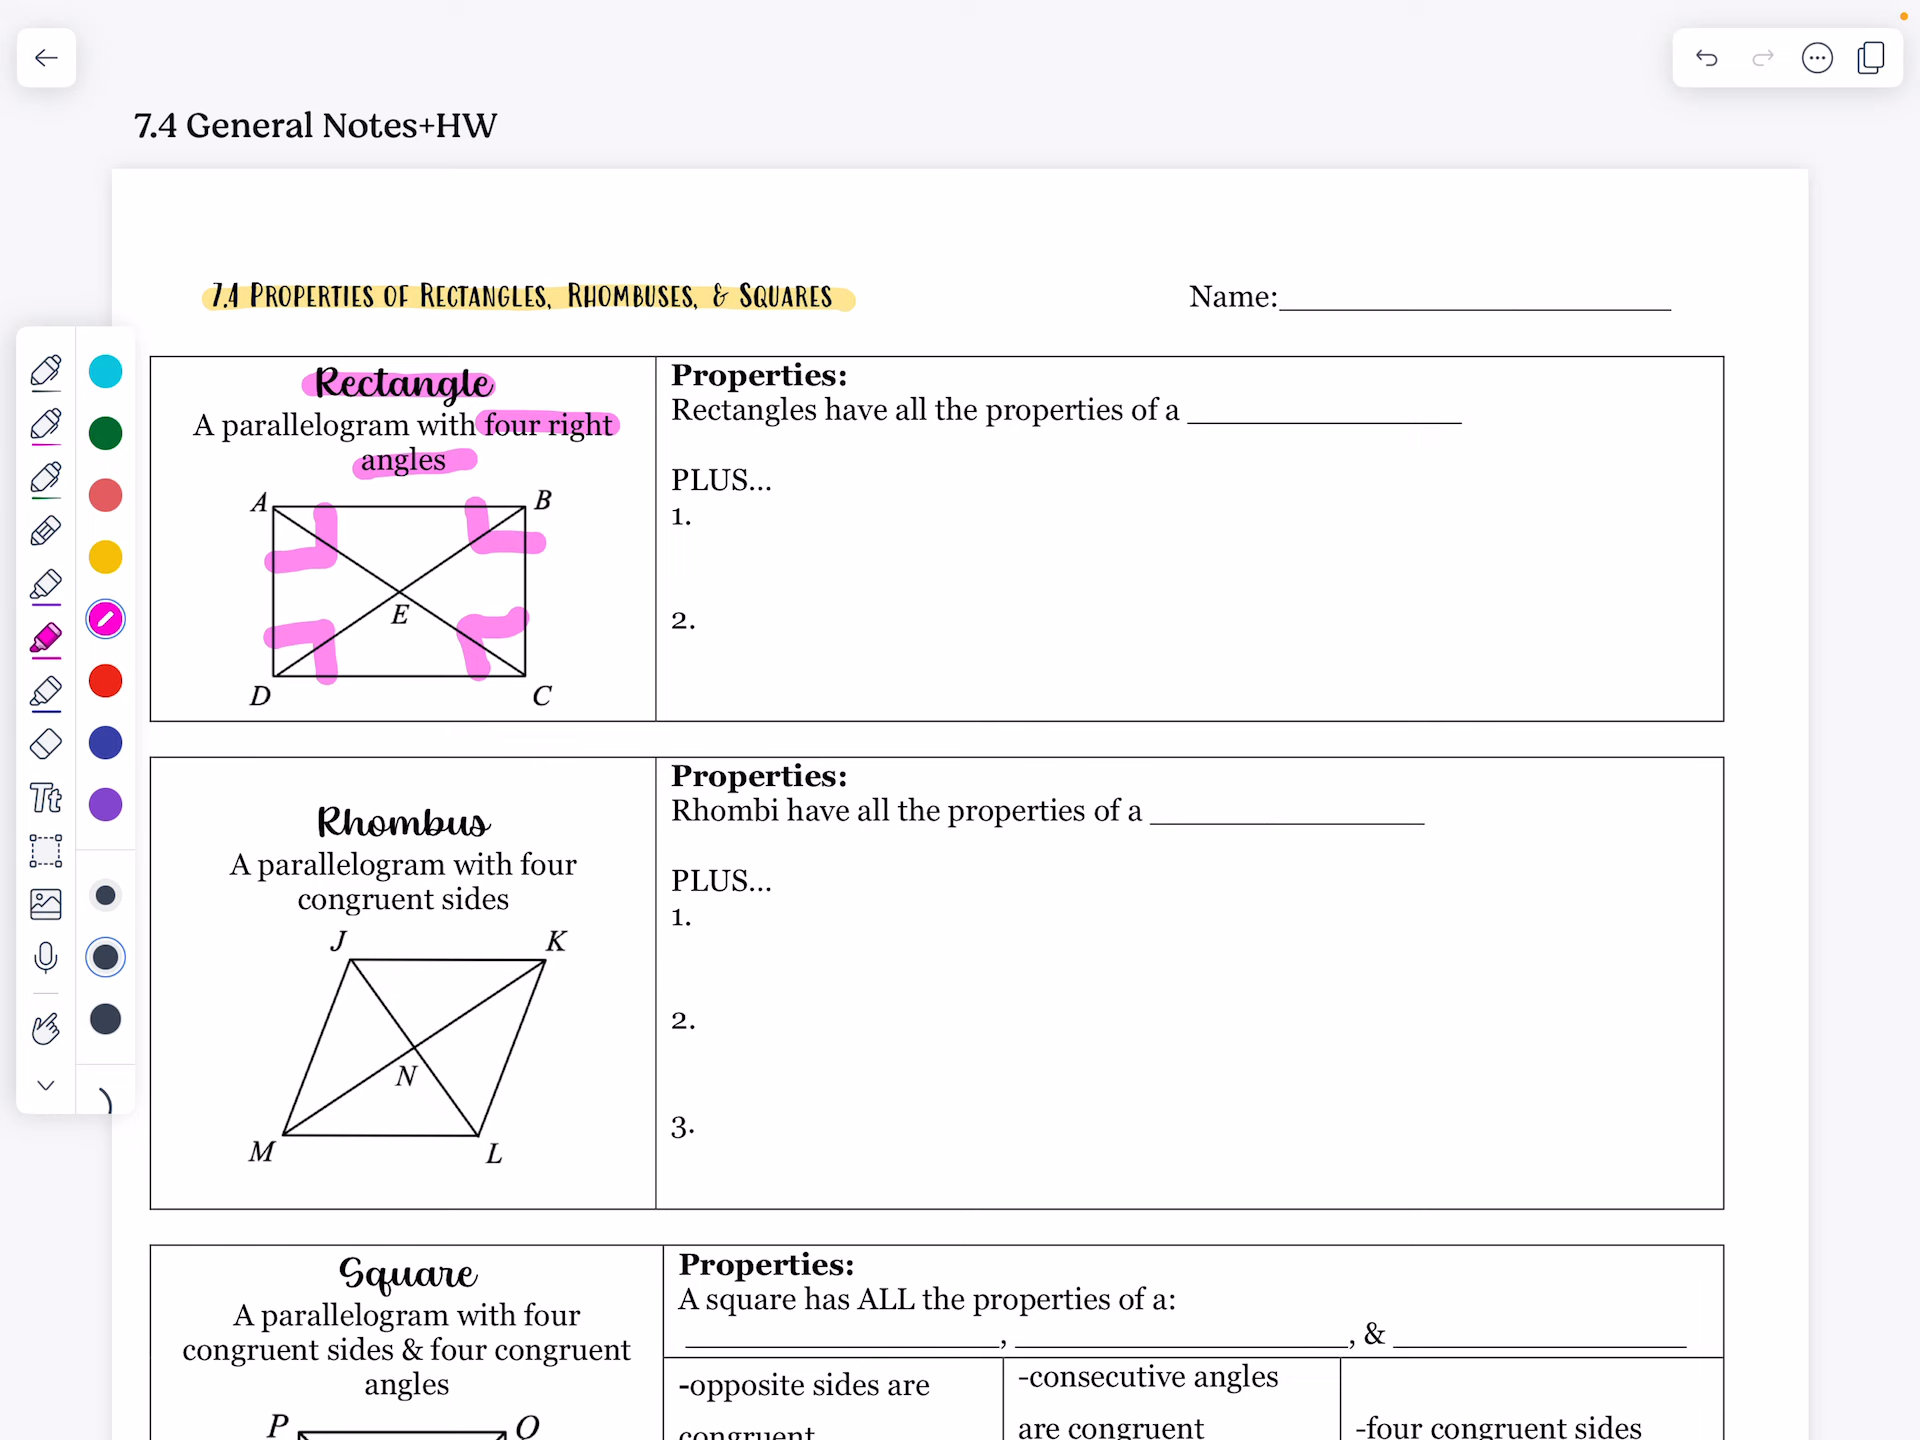 7.4 General Notes+HW
7.4 Properties of Rectangles, Rhombuses, & Squares
Name:
Rectangle
A parallelogram with four right
angles
A
B
E
D
C
Properties:
Rectangles have all the properties of a
PLUS...
1.
2.
Rhombus
A parallelogram with four
congruent sides
J
K
N
M
L
Properties:
Rhombi have all the properties of a
PLUS...
1.
2.
3.
Square
A parallelogram with four
congruent sides & four congruent
angles
P
Q
Properties:
A square has ALL the properties of a:
, , &
-opposite sides are
congruent
-consecutive angles
are congruent
-four congruent sides
Tt